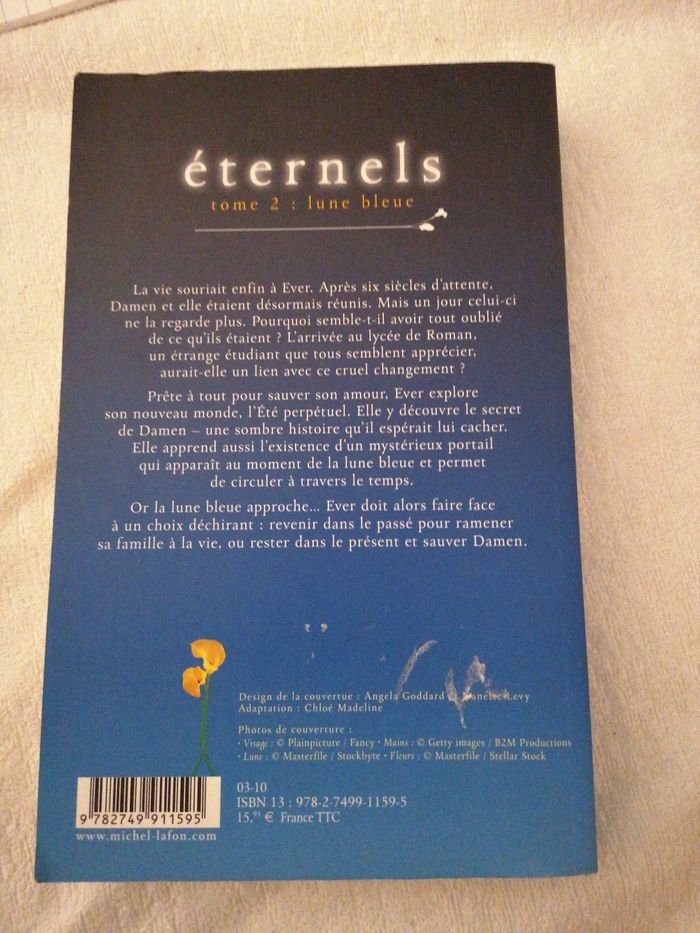 éternels
tome 2 : lune bleue
La vie souriait enfin à Ever. Après six siècles d'attente,
Damen et elle étaient désormais réunis. Mais un jour celui-ci
ne la regarde plus. Pourquoi semble-t-il avoir tout oublié
de ce qu'ils étaient ? L'arrivée au lycée de Roman,
un étrange étudiant que tous semblent apprécier,
aurait-elle un lien avec ce cruel changement ?
Prête à tout pour sauver son amour, Ever explore
son nouveau monde, l'Été perpétuel. Elle y découvre le secret
de Damen – une sombre histoire qu'il espérait lui cacher.
Elle apprend aussi l'existence d'un mystérieux portail
qui apparaît au moment de la lune bleue et permet
de circuler à travers le temps.
Or la lune bleue approche... Ever doit alors faire face
à un choix déchirant : revenir dans le passé pour ramener
sa famille à la vie, ou rester dans le présent et sauver Damen.
Design de la couverture : Angela Goddard Levy
Adaptation : Chloé Madeline
Photos de couverture :
• Visage : © Plainpicture / Fancy • Mains : © Getty images / B2M Productions
• Lune : © Masterfile / Stockbyte • Fleurs : © Masterfile / Stellar Stock
03-10
ISBN 13 : 978-2-7499-1159-5
15,95 € France TTC
9 782749 911595
www.michel-lafon.com